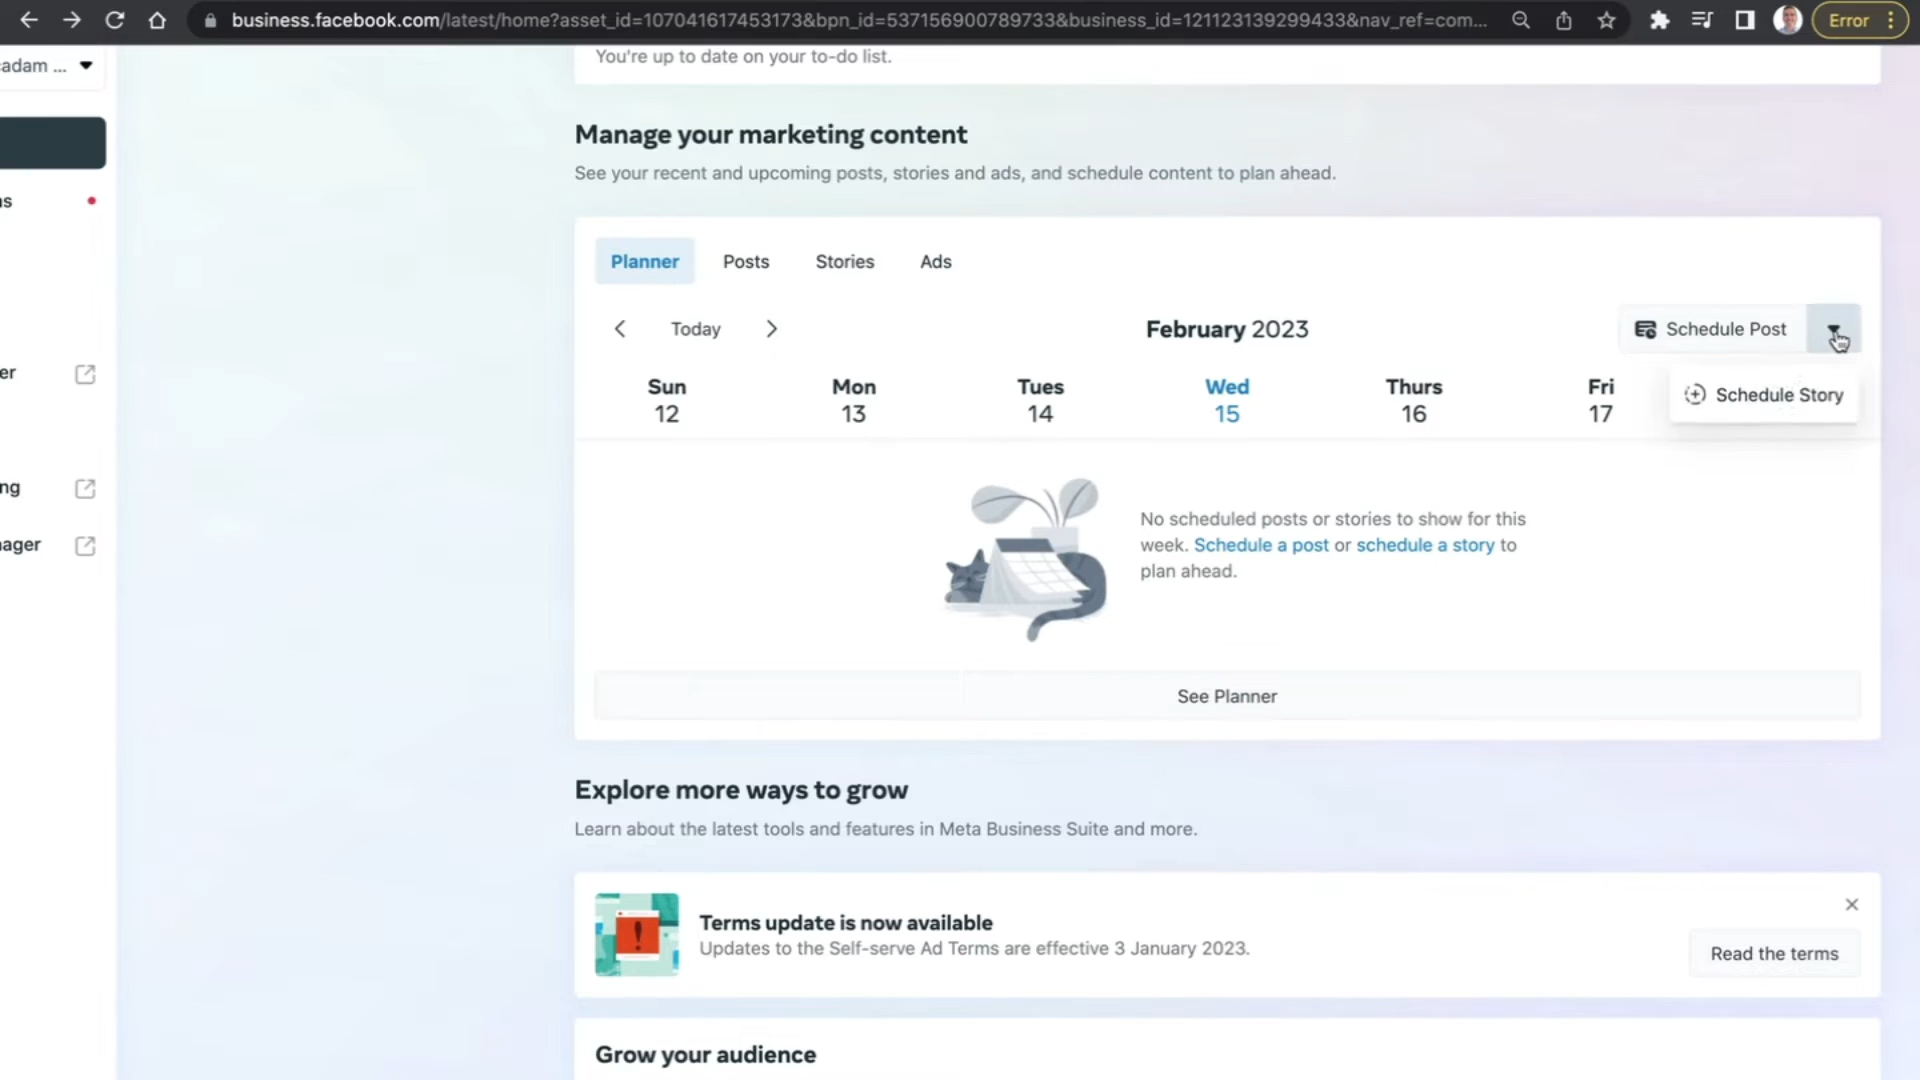 business.facebook.com/latest/home?asset_id=107041617453173&bpn_id=537156900789733&business_id=121123139299433&nav_ref=com...
Error
adam ...
You're up to date on your to-do list.
Manage your marketing content
See your recent and upcoming posts, stories and ads, and schedule content to plan ahead.
ns
Planner Posts Stories Ads
Today
February 2023
Schedule Post
er
Sun Mon Tues Wed Thurs Fri
12 13 14 15 16 17
Schedule Story
ng
No scheduled posts or stories to show for this
week. Schedule a post or schedule a story to
plan ahead.
nager
See Planner
Explore more ways to grow
Learn about the latest tools and features in Meta Business Suite and more.
Terms update is now available
Updates to the Self-serve Ad Terms are effective 3 January 2023.
Read the terms
Grow your audience